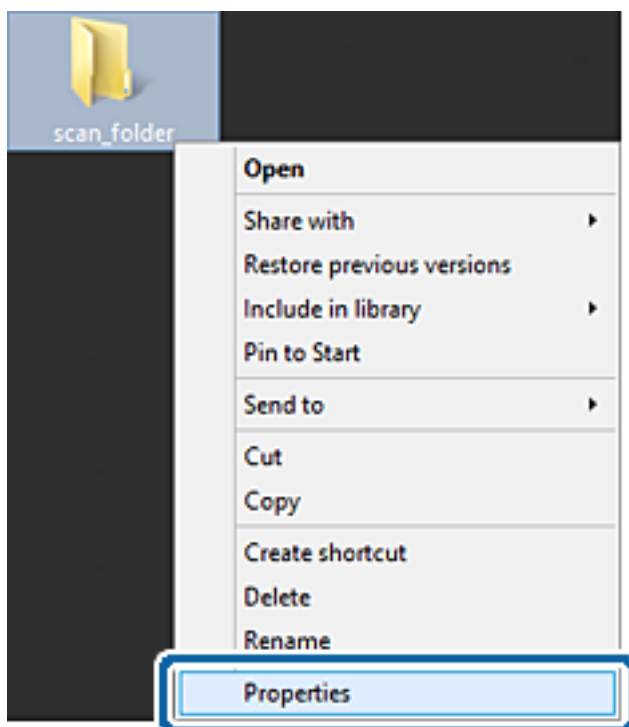 scan_folder
Open
Share with
Restore previous versions
Include in library
Pin to Start
Send to
Cut
Copy
Create shortcut
Delete
Rename
Properties